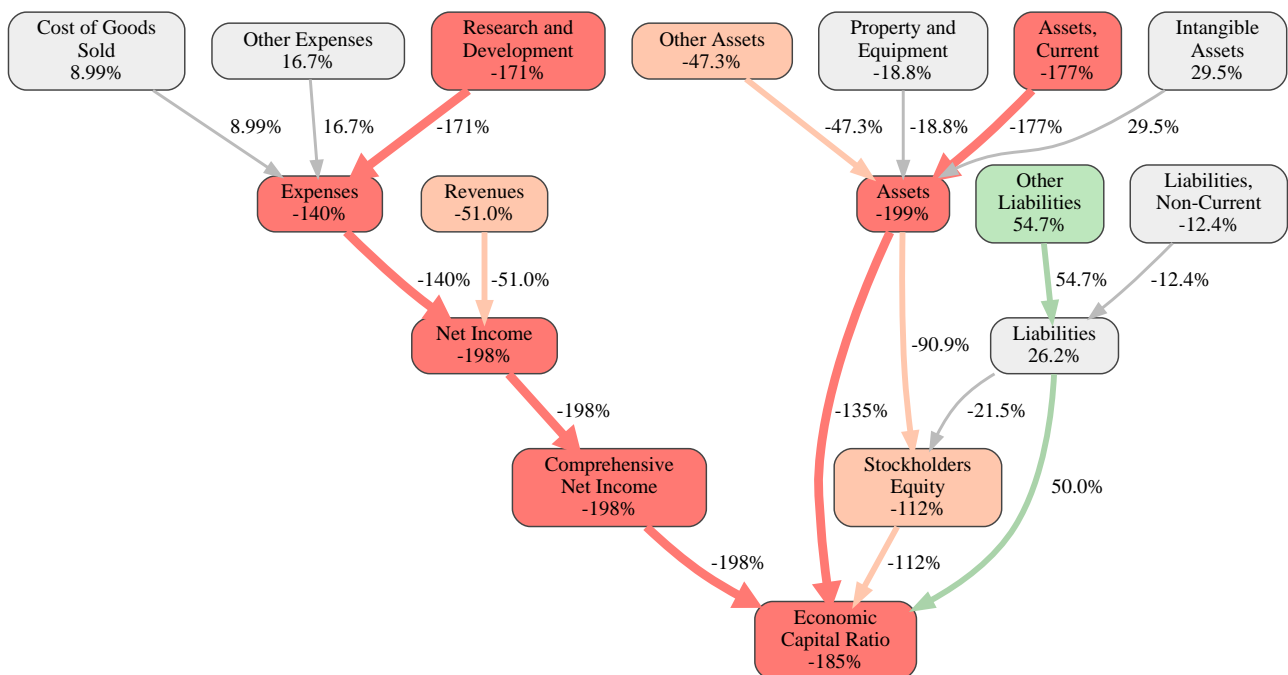 Cost of Goods
Sold
8.99%
Other Expenses
16.7%
Research and
Development
-171%
Other Assets
-47.3%
Property and
Equipment
-18.8%
Assets,
Current
-177%
Intangible
Assets
29.5%
8.99%
16.7%
-171%
-47.3%
-18.8%
-177%
29.5%
Expenses
-140%
Revenues
-51.0%
Assets
-199%
Other
Liabilities
54.7%
Liabilities,
Non-Current
-12.4%
-140%
-51.0%
54.7%
-12.4%
Net Income
-198%
-90.9%
Liabilities
26.2%
-198%
-135%
-21.5%
Comprehensive
Net Income
-198%
Stockholders
Equity
-112%
50.0%
-198%
-112%
Economic
Capital Ratio
-185%